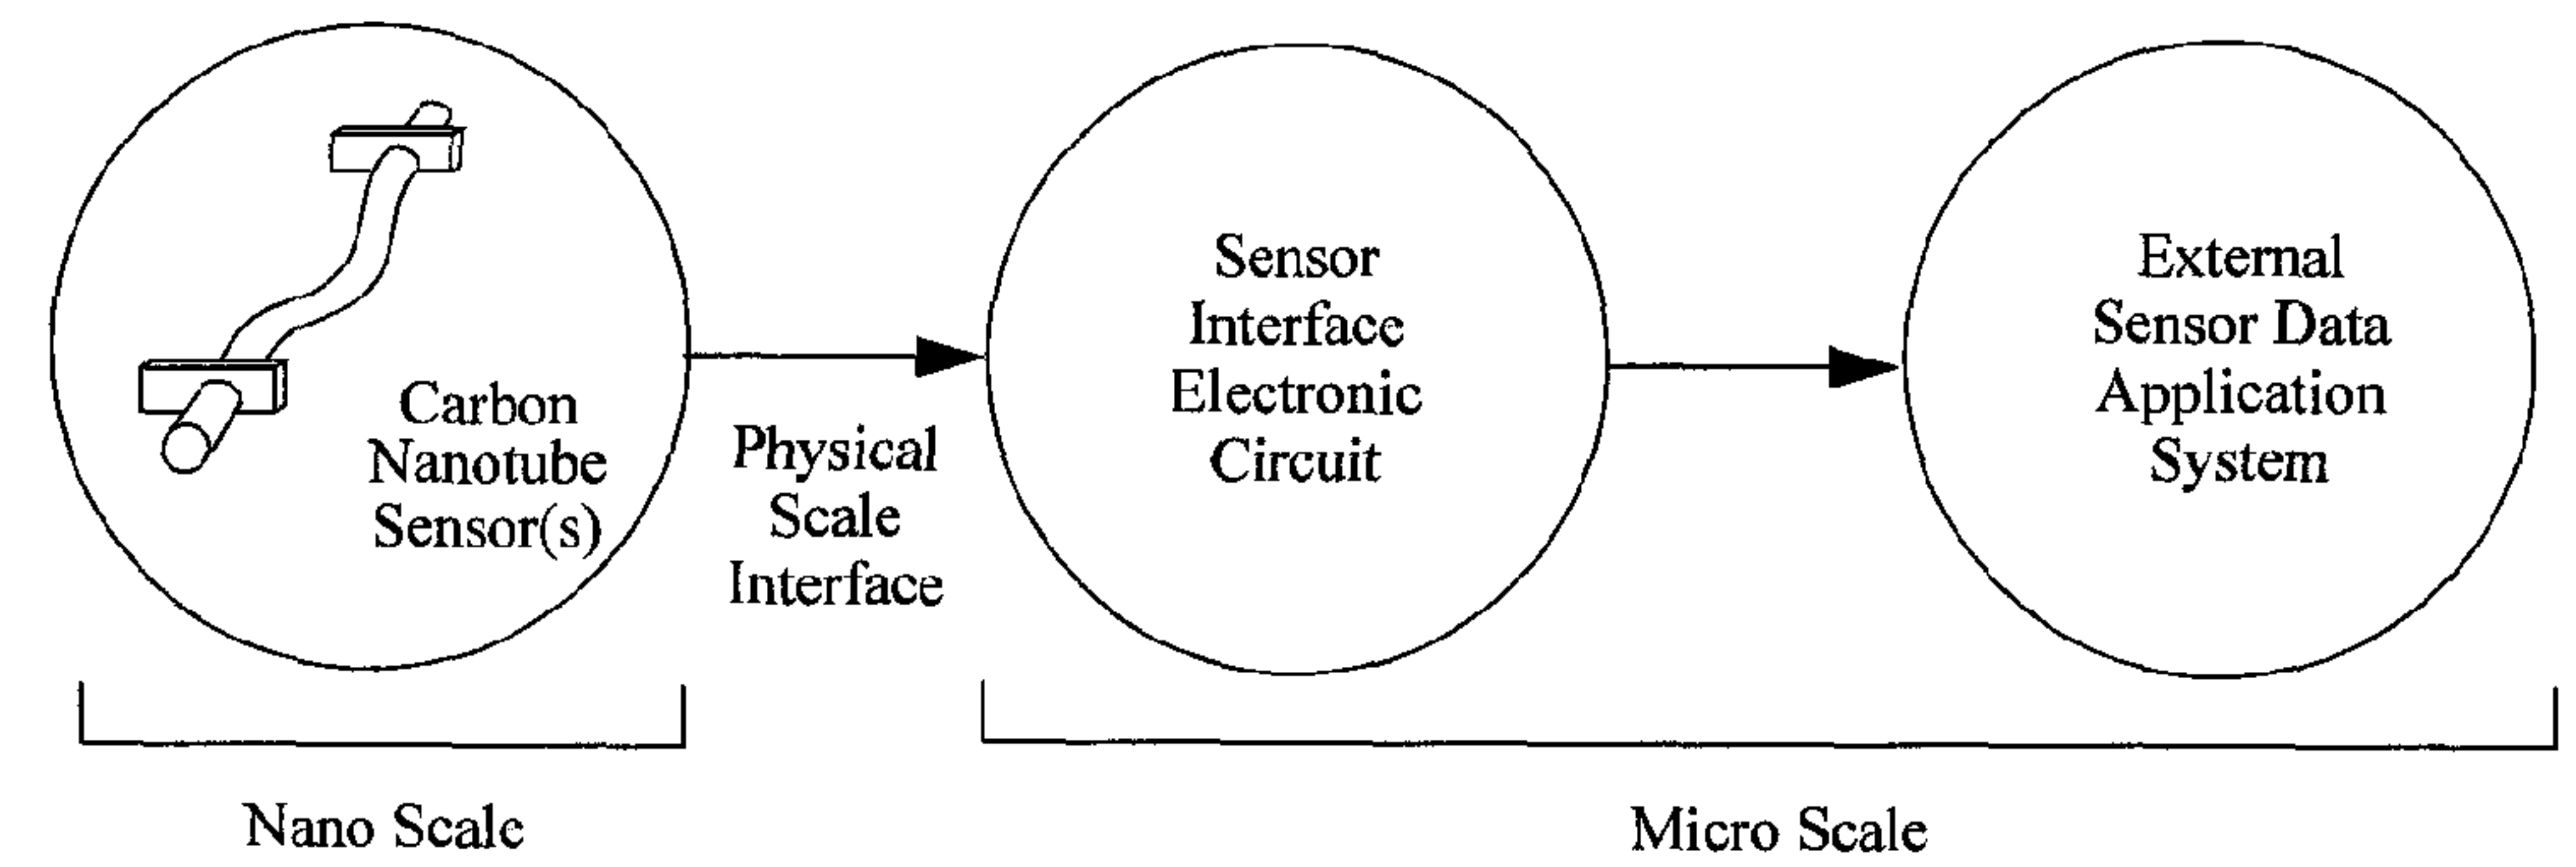 Carbon
Nanotube
Sensor(s)
Physical
Scale
Interface
Sensor
Interface
Electronic
Circuit
External
Sensor Data
Application
System
Nano Scale
Micro Scale